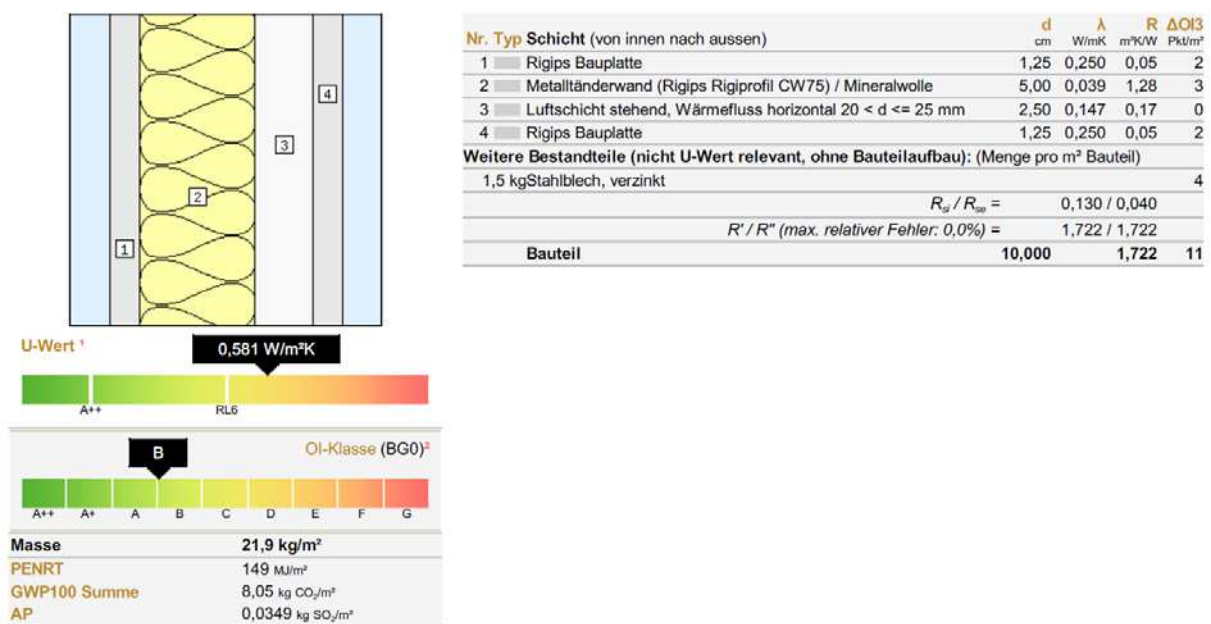 1
2
3
4
U-Wert ¹
0,581 W/m²K
A++ RL6
OI-Klasse (BG0)²
B
A++ A+ A B C D E F G
Masse 21,9 kg/m²
PENRT 149 MJ/m²
GWP100 Summe 8,05 kg CO₂/m²
AP 0,0349 kg SO₂/m²
d λ R ΔOI3
Nr. Typ Schicht (von innen nach aussen) cm W/mK m²K/W Pkt/m²
1 Rigips Bauplatte 1,25 0,250 0,05 2
2 Metalltänderwand (Rigips Rigiprofil CW75) / Mineralwolle 5,00 0,039 1,28 3
3 Luftschicht stehend, Wärmefluss horizontal 20 < d <= 25 mm 2,50 0,147 0,17 0
4 Rigips Bauplatte 1,25 0,250 0,05 2
Weitere Bestandteile (nicht U-Wert relevant, ohne Bauteilaufbau): (Menge pro m² Bauteil)
1,5 kgStahlblech, verzinkt 4
Rsi / Rse = 0,130 / 0,040
R' / R" (max. relativer Fehler: 0,0%) = 1,722 / 1,722
Bauteil 10,000 1,722 11